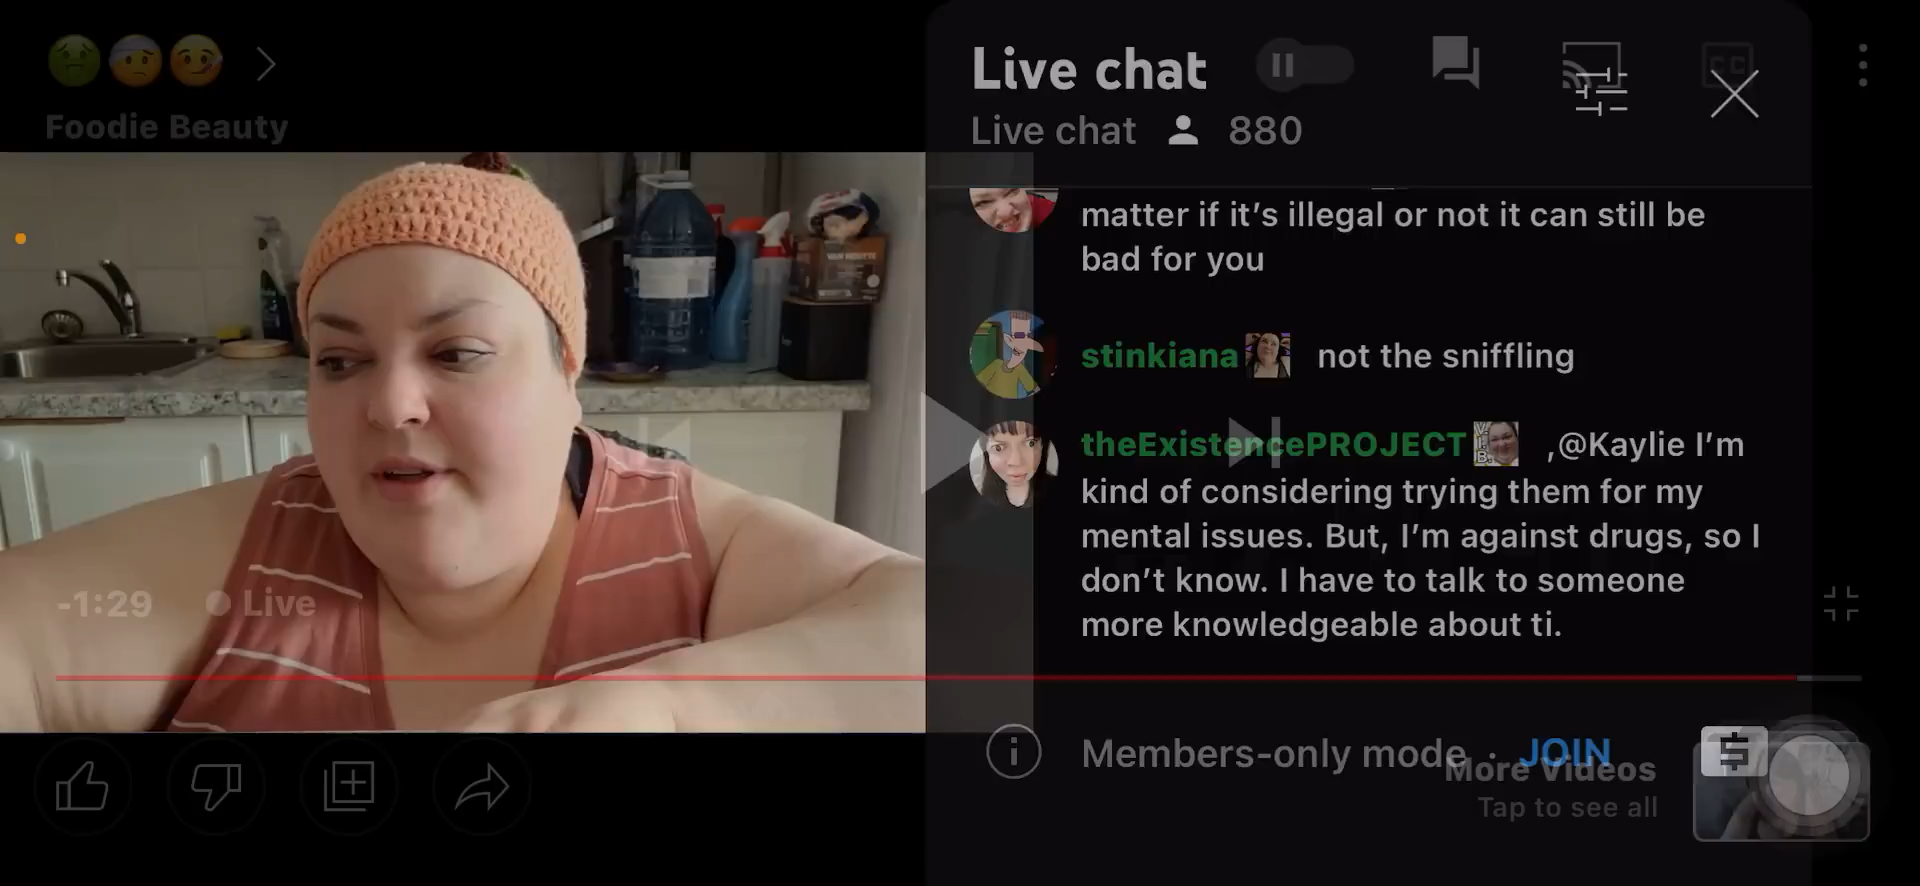 Foodie Beauty
Live chat
Live chat 880
CC
matter if it's illegal or not it can still be
bad for you
stinkiana not the sniffling
theExistencePROJECT ,@Kaylie I'm
kind of considering trying them for my
mental issues. But, I'm against drugs, so I
don't know. I have to talk to someone
more knowledgeable about ti.
-1:29 Live
Members-only mode · JOIN
More Videos
Tap to see all
VAN HOUTTE